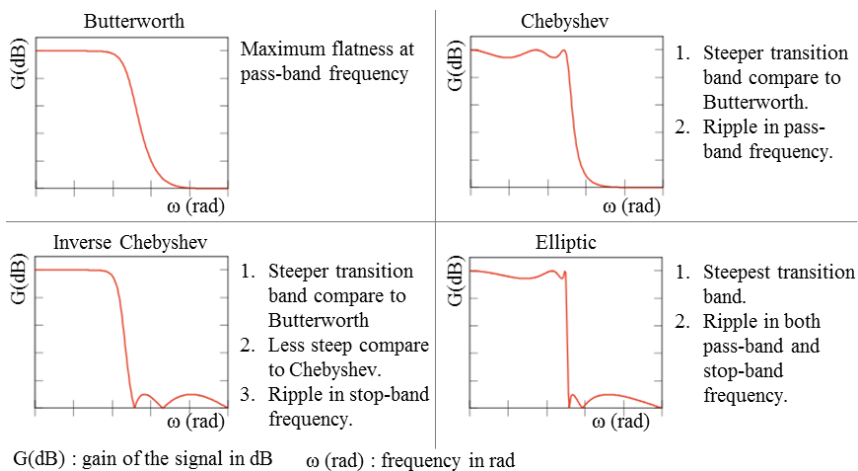 Butterworth
G(dB)
ω (rad)
Maximum flatness at
pass-band frequency
Chebyshev
G(dB)
ω (rad)
1. Steeper transition
band compare to
Butterworth.
2. Ripple in pass-
band frequency.
Inverse Chebyshev
G(dB)
ω (rad)
1. Steeper transition
band compare to
Butterworth
2. Less steep compare
to Chebyshev.
3. Ripple in stop-band
frequency.
Elliptic
G(dB)
ω (rad)
1. Steepest transition
band.
2. Ripple in both
pass-band and
stop-band
frequency.
G(dB) : gain of the signal in dB ω (rad) : frequency in rad